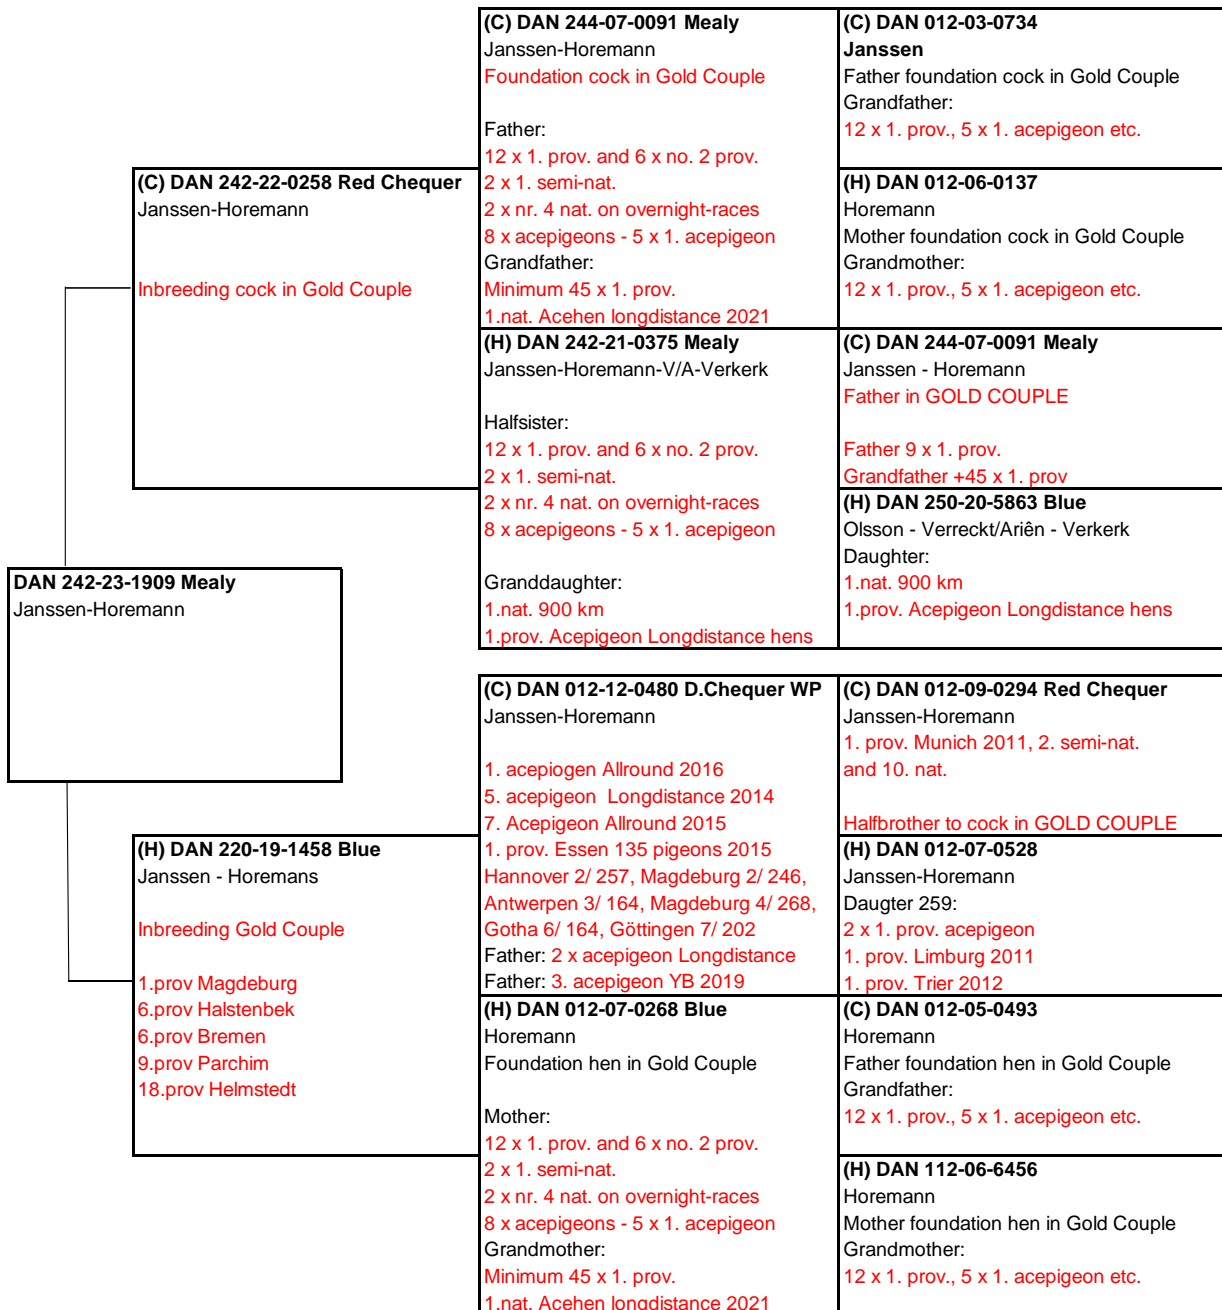 DAN 242-23-1909 Mealy
Janssen-Horemann
(C) DAN 242-22-0258 Red Chequer
Janssen-Horemann
Inbreeding cock in Gold Couple
(H) DAN 220-19-1458 Blue
Janssen - Horemans
Inbreeding Gold Couple
1.prov Magdeburg
6.prov Halstenbek
6.prov Bremen
9.prov Parchim
18.prov Helmstedt
(C) DAN 244-07-0091 Mealy
Janssen-Horemann
Foundation cock in Gold Couple
Father:
12 x 1. prov. and 6 x no. 2 prov.
2 x 1. semi-nat.
2 x nr. 4 nat. on overnight-races
8 x acepigeons - 5 x 1. acepigeon
Grandfather:
Minimum 45 x 1. prov.
1.nat. Acehen longdistance 2021
(H) DAN 242-21-0375 Mealy
Janssen-Horemann-V/A-Verkerk
Halfsister:
12 x 1. prov. and 6 x no. 2 prov.
2 x 1. semi-nat.
2 x nr. 4 nat. on overnight-races
8 x acepigeons - 5 x 1. acepigeon
Granddaughter:
1.nat. 900 km
1.prov. Acepigeon Longdistance hens
(C) DAN 012-12-0480 D.Chequer WP
Janssen-Horemann
1. acepiogen Allround 2016
5. acepigeon Longdistance 2014
7. Acepigeon Allround 2015
1. prov. Essen 135 pigeons 2015
Hannover 2/ 257, Magdeburg 2/ 246,
Antwerpen 3/ 164, Magdeburg 4/ 268,
Gotha 6/ 164, Göttingen 7/ 202
Father: 2 x acepigeon Longdistance
Father: 3. acepigeon YB 2019
(H) DAN 012-07-0268 Blue
Horemann
Foundation hen in Gold Couple
Mother:
12 x 1. prov. and 6 x no. 2 prov.
2 x 1. semi-nat.
2 x nr. 4 nat. on overnight-races
8 x acepigeons - 5 x 1. acepigeon
Grandmother:
Minimum 45 x 1. prov.
1.nat. Acehen longdistance 2021
(C) DAN 012-03-0734
Janssen
Father foundation cock in Gold Couple
Grandfather:
12 x 1. prov., 5 x 1. acepigeon etc.
(H) DAN 012-06-0137
Horemann
Mother foundation cock in Gold Couple
Grandmother:
12 x 1. prov., 5 x 1. acepigeon etc.
(C) DAN 244-07-0091 Mealy
Janssen - Horemann
Father in GOLD COUPLE
Father 9 x 1. prov.
Grandfather +45 x 1. prov
(H) DAN 250-20-5863 Blue
Olsson - Verreckt/Ariên - Verkerk
Daughter:
1.nat. 900 km
1.prov. Acepigeon Longdistance hens
(C) DAN 012-09-0294 Red Chequer
Janssen-Horemann
1. prov. Munich 2011, 2. semi-nat.
and 10. nat.
Halfbrother to cock in GOLD COUPLE
(H) DAN 012-07-0528
Janssen-Horemann
Daugter 259:
2 x 1. prov. acepigeon
1. prov. Limburg 2011
1. prov. Trier 2012
(C) DAN 012-05-0493
Horemann
Father foundation hen in Gold Couple
Grandfather:
12 x 1. prov., 5 x 1. acepigeon etc.
(H) DAN 112-06-6456
Horemann
Mother foundation hen in Gold Couple
Grandmother:
12 x 1. prov., 5 x 1. acepigeon etc.